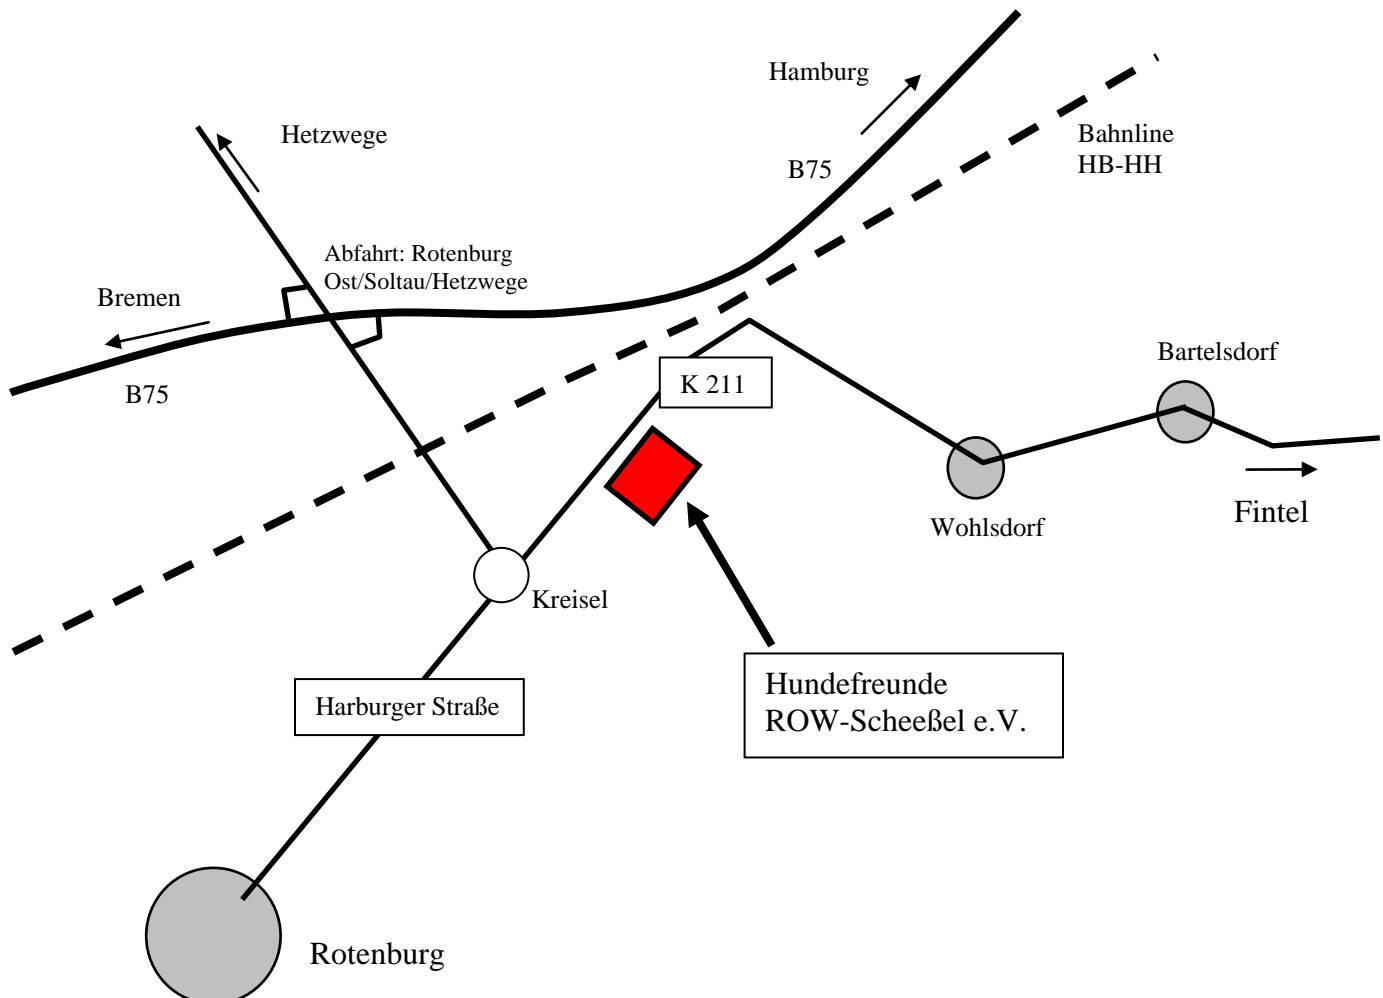 Hamburg
Hetzwege
Bahnline
HB-HH
B75
Abfahrt: Rotenburg
Ost/Soltau/Hetzwege
Bremen
B75
Bartelsdorf
K 211
Fintel
Wohlsdorf
Kreisel
Hundefreunde
ROW-Scheeßel e.V.
Harburger Straße
Rotenburg